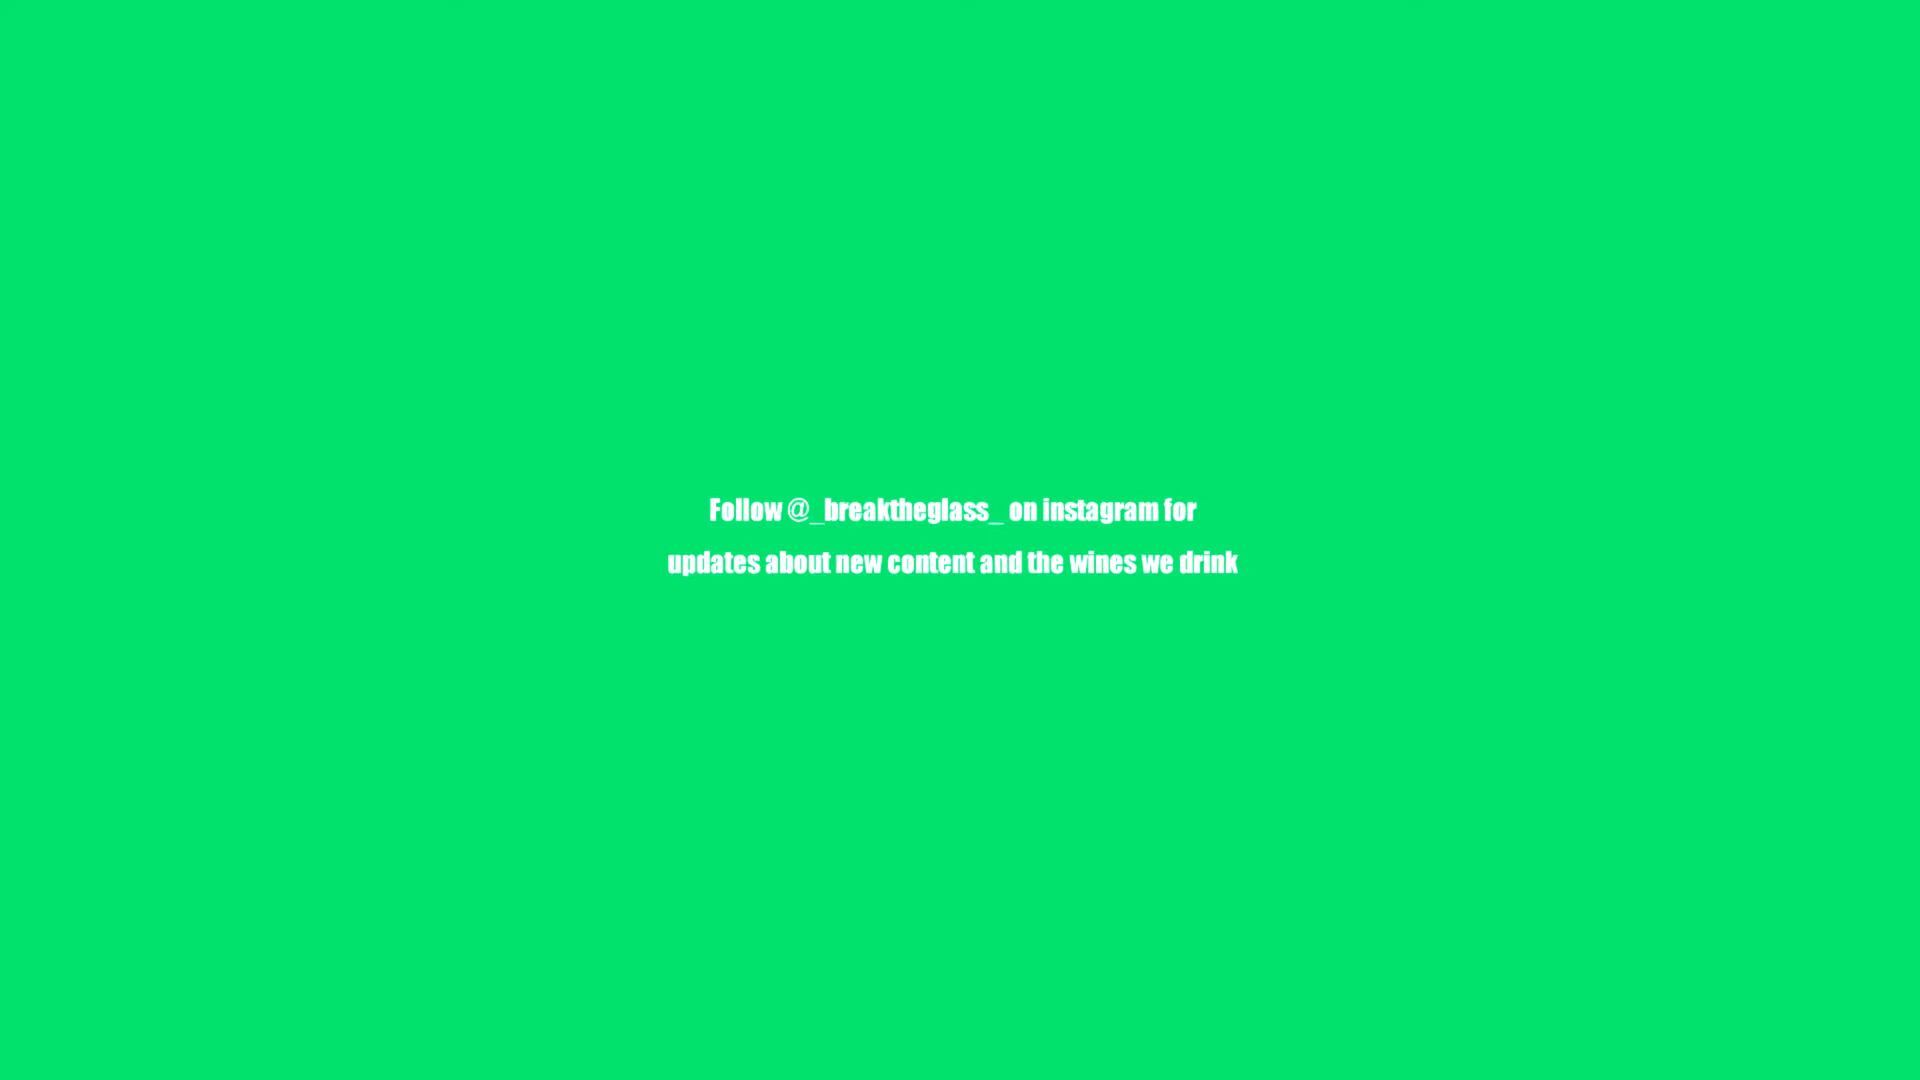 Follow @_breaktheglass_ on instagram for
updates about new content and the wines we drink